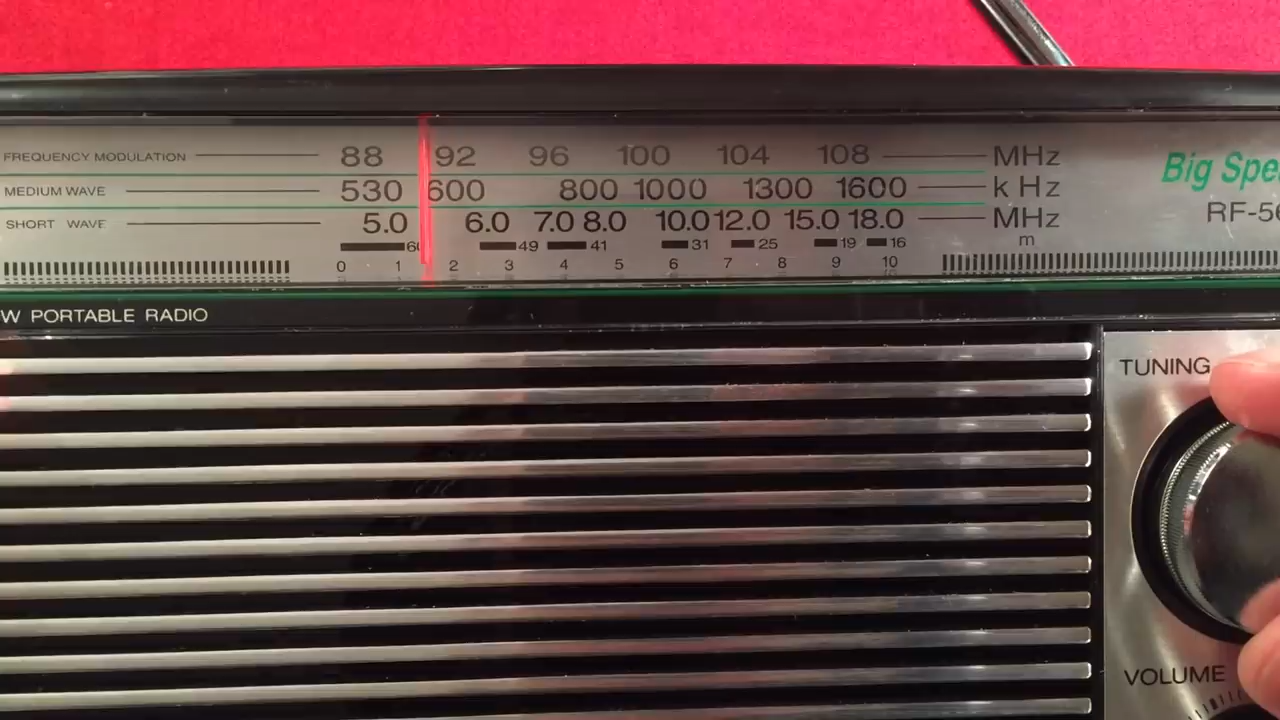 FREQUENCY MODULATION 88 92 96 100 104 108 MHz
MEDIUM WAVE 530 600 800 1000 1300 1600 kHz
SHORT WAVE 5.0 6.0 7.0 8.0 10.0 12.0 15.0 18.0 MHz
49 41 31 25 19 16 m
0 1 2 3 4 5 6 7 8 9 10
Big Spe
RF-56
W PORTABLE RADIO
TUNING
VOLUME